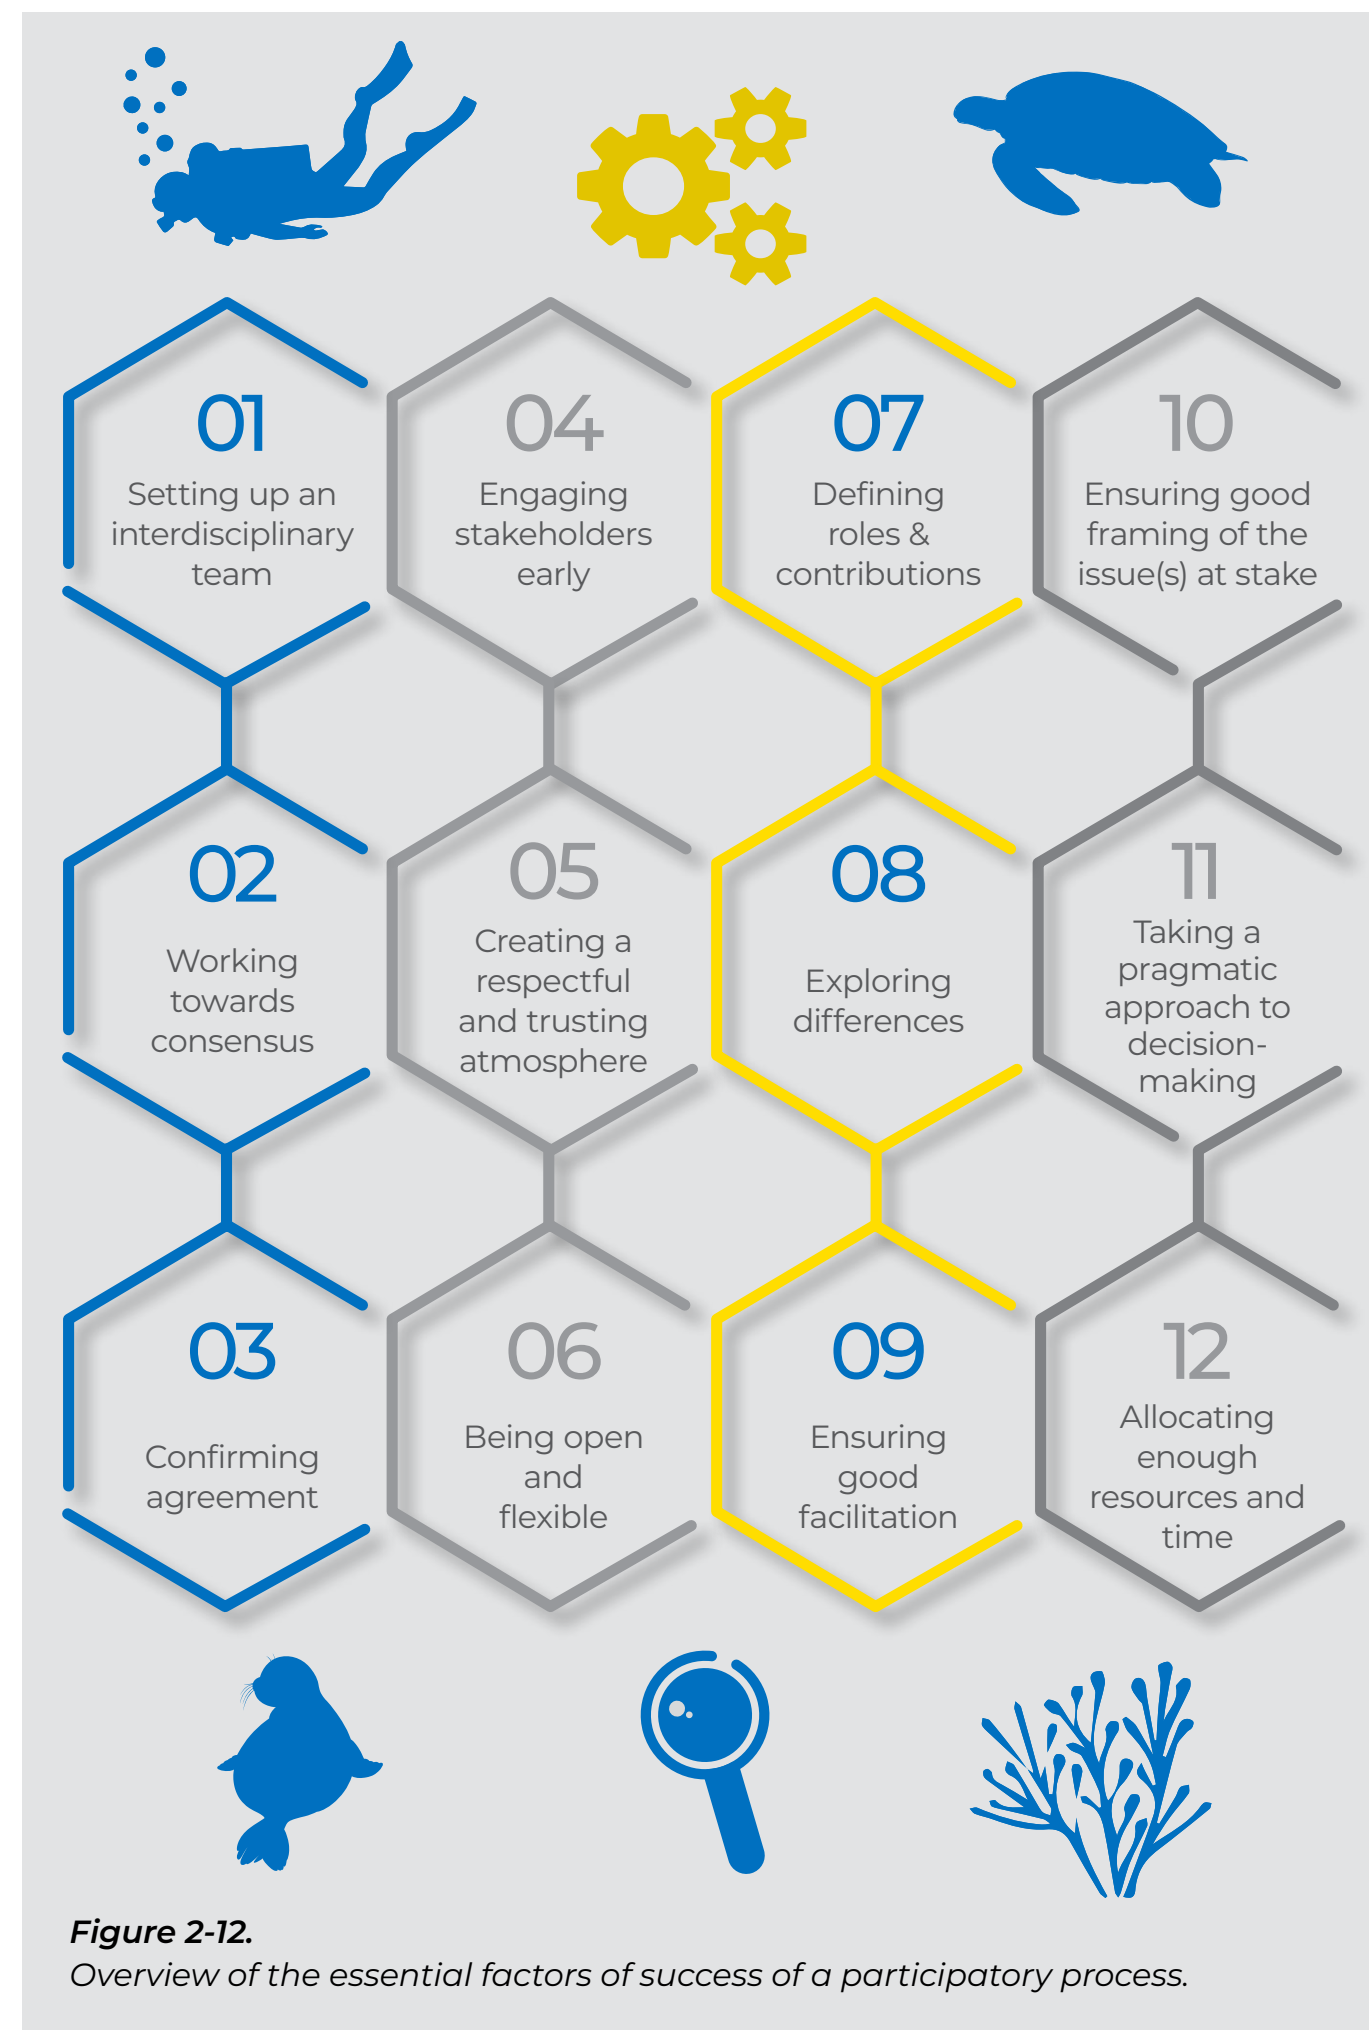 01
Setting up an
interdisciplinary
team
02
Working
towards
consensus
03
Confirming
agreement
04
Engaging
stakeholders
early
05
Creating a
respectful
and trusting
atmosphere
06
Being open
and
flexible
07
Defining
roles &
contributions
08
Exploring
differences
09
Ensuring
good
facilitation
10
Ensuring good
framing of the
issue(s) at stake
11
Taking a
pragmatic
approach to
decision-
making
12
Allocating
enough
resources and
time
Figure 2-12.
Overview of the essential factors of success of a participatory process.